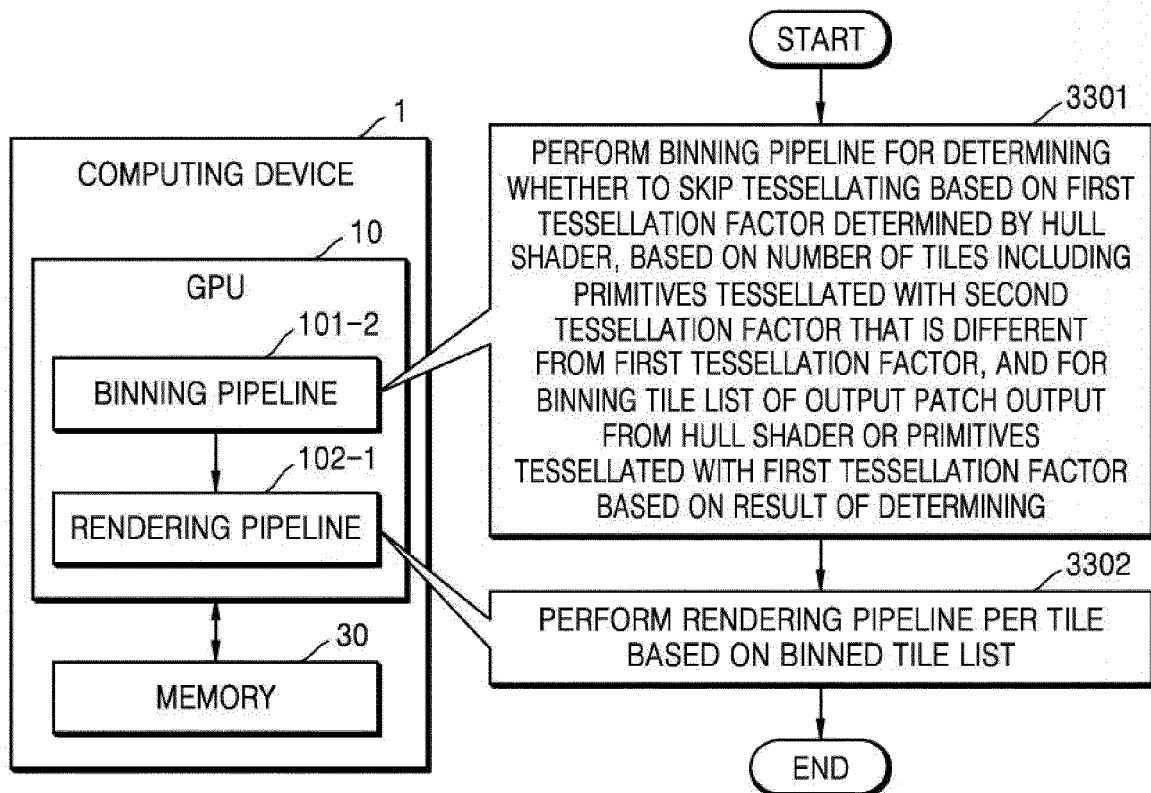 1
COMPUTING DEVICE
10
GPU
101-2
BINNING PIPELINE
102-1
RENDERING PIPELINE
30
MEMORY
START
3301
PERFORM BINNING PIPELINE FOR DETERMINING
WHETHER TO SKIP TESSELLATING BASED ON FIRST
TESSELLATION FACTOR DETERMINED BY HULL
SHADER, BASED ON NUMBER OF TILES INCLUDING
PRIMITIVES TESSELLATED WITH SECOND
TESSELLATION FACTOR THAT IS DIFFERENT
FROM FIRST TESSELLATION FACTOR, AND FOR
BINNING TILE LIST OF OUTPUT PATCH OUTPUT
FROM HULL SHADER OR PRIMITIVES
TESSELLATED WITH FIRST TESSELLATION FACTOR
BASED ON RESULT OF DETERMINING
3302
PERFORM RENDERING PIPELINE PER TILE
BASED ON BINNED TILE LIST
END